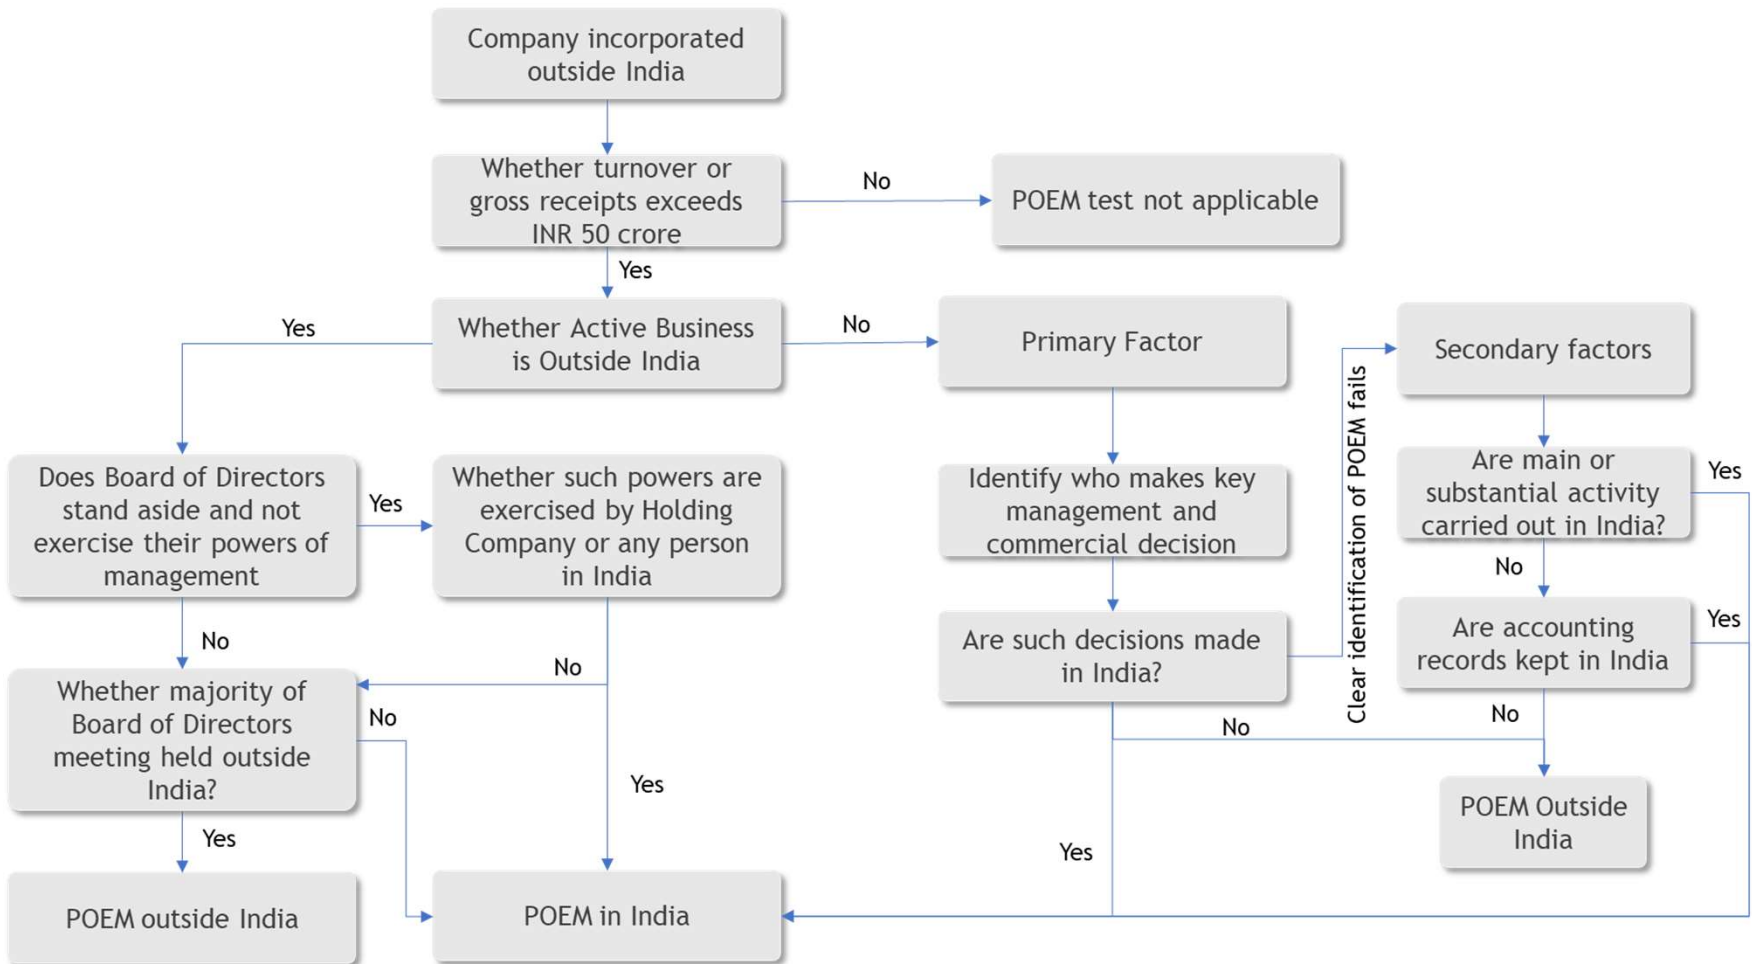 Company incorporated
outside India
Whether turnover or
gross receipts exceeds
INR 50 crore
No
POEM test not applicable
Yes
Whether Active Business
is Outside India
Yes
No
Primary Factor
Secondary factors
Does Board of Directors
stand aside and not
exercise their powers of
management
Yes
Whether such powers are
exercised by Holding
Company or any person
in India
Identify who makes key
management and
commercial decision
Clear identification of POEM fails
Are main or
substantial activity
carried out in India?
Yes
No
No
Are such decisions made
in India?
Are accounting
records kept in India
Yes
Whether majority of
Board of Directors
meeting held outside
India?
No
No
No
No
Yes
Yes
Yes
POEM Outside
India
POEM outside India
POEM in India